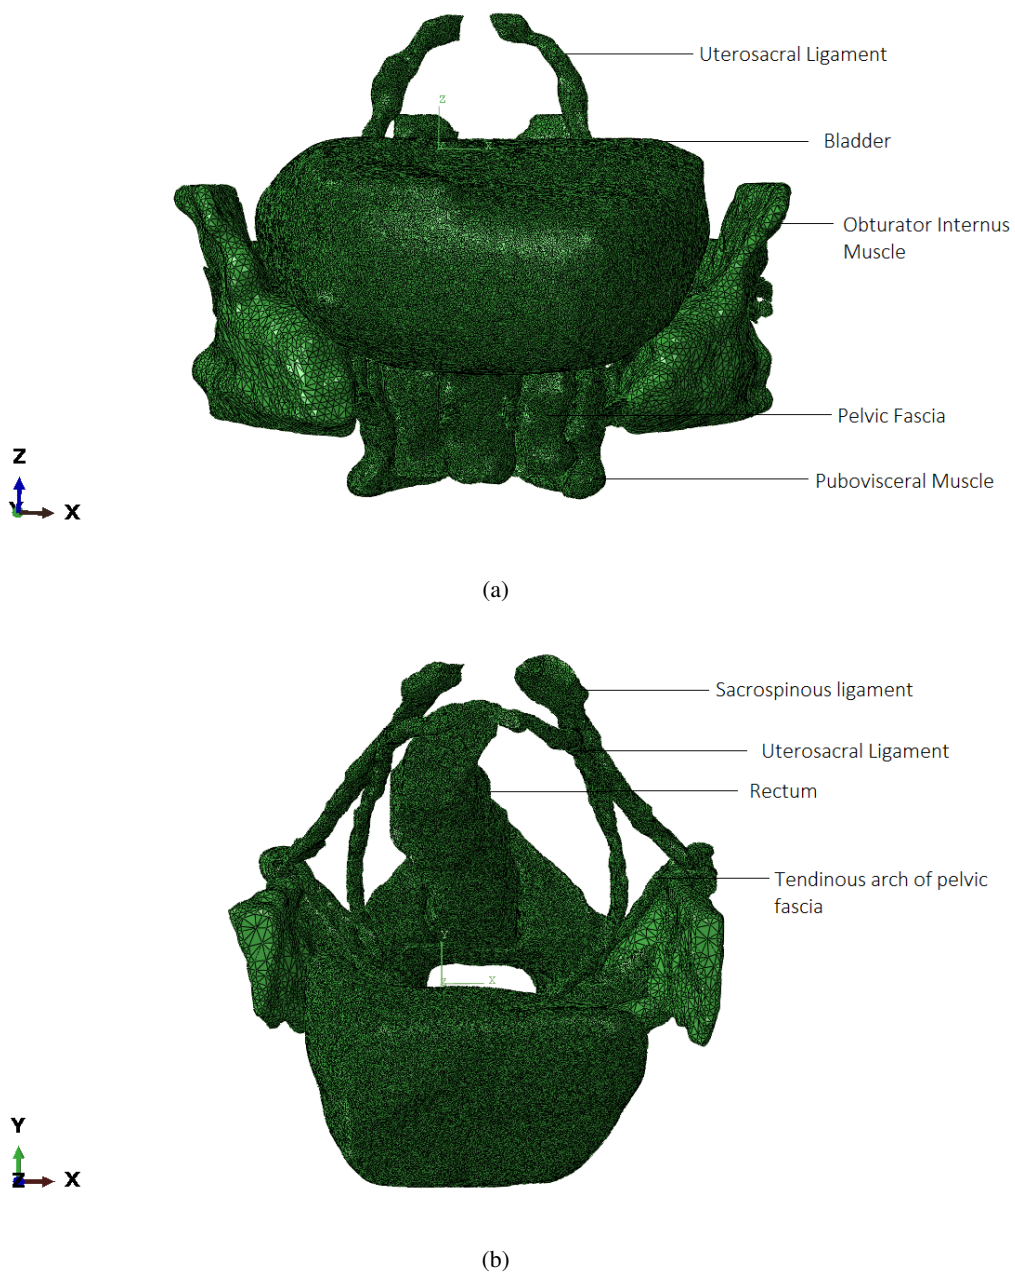 Uterosacral Ligament
Z
Bladder
X
Obturator Internus
Muscle
Pelvic Fascia
Z
Pubovisceral Muscle
Y
X
(a)
Sacrospinous ligament
Uterosacral Ligament
Rectum
Tendinous arch of pelvic
fascia
Y
Z
X
Y
Z
X
(b)